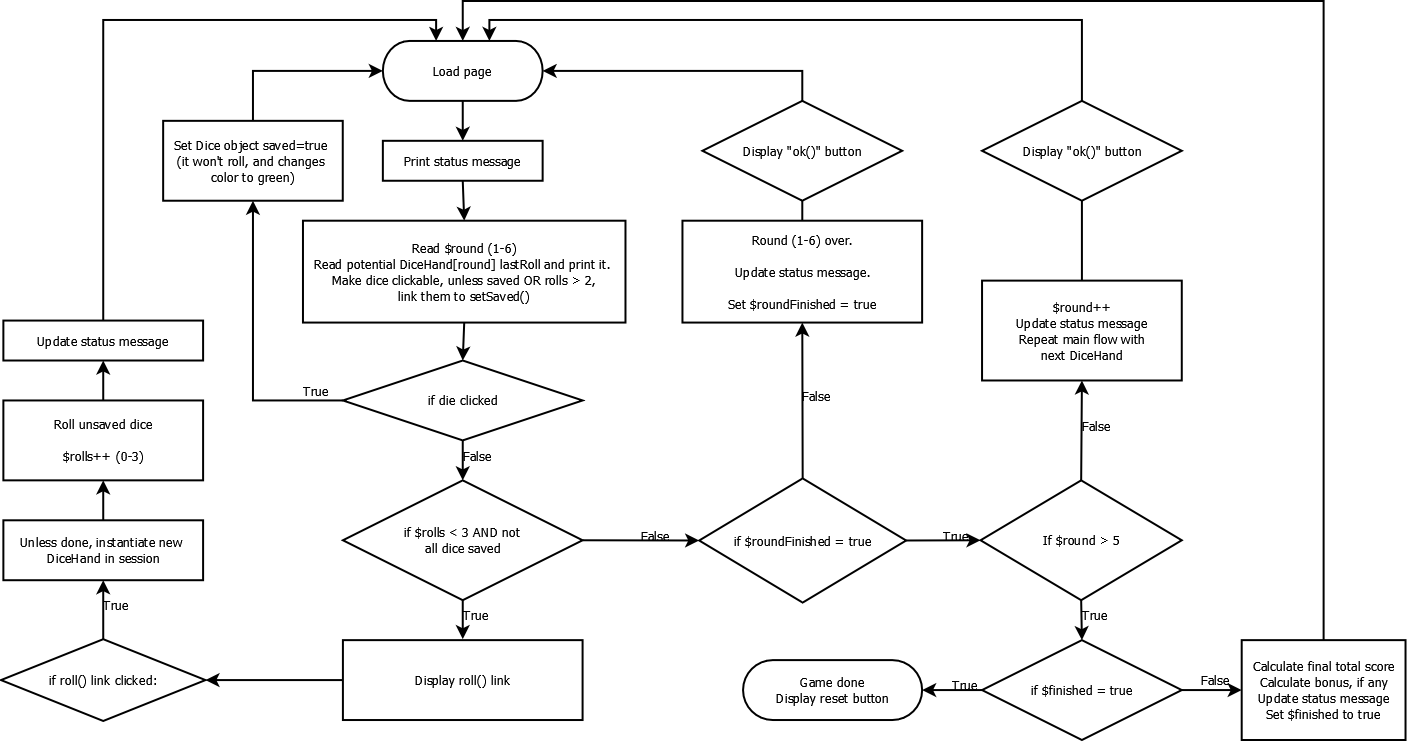 Load page
Set Dice object saved=true
(it won't roll, and changes
color to green)
Print status message
Display "ok()" button
Display "ok()" button
Read $round (1-6)
Read potential DiceHand[round] lastRoll and print it.
Make dice clickable, unless saved OR rolls > 2,
link them to setSaved()
Round (1-6) over.
Update status message.
Set $roundFinished = true
$round++
Update status message
Repeat main flow with
next DiceHand
Update status message
True
if die clicked
False
False
Roll unsaved dice
$rolls++ (0-3)
False
Unless done, instantiate new
DiceHand in session
if $rolls < 3 AND not
all dice saved
False
if $roundFinished = true
True
If $round > 5
True
True
True
if roll() link clicked:
Display roll() link
Game done
Display reset button
True
if $finished = true
False
Calculate final total score
Calculate bonus, if any
Update status message
Set $finished to true